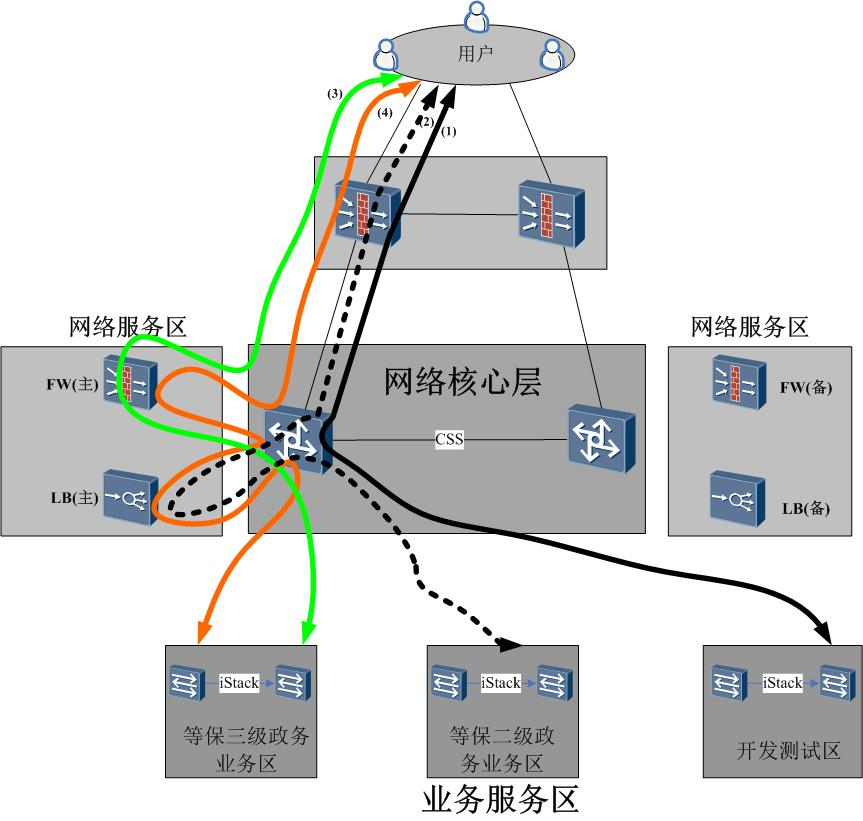 用户
(3)
(4)
(2)
(1)
网络服务区
网络服务区
FW(主)
网络核心层
FW(备)
CSS
LB(主)
LB(备)
iStack
iStack
iStack
等保三级政务
业务区
等保二级政
务业务区
开发测试区
业务服务区